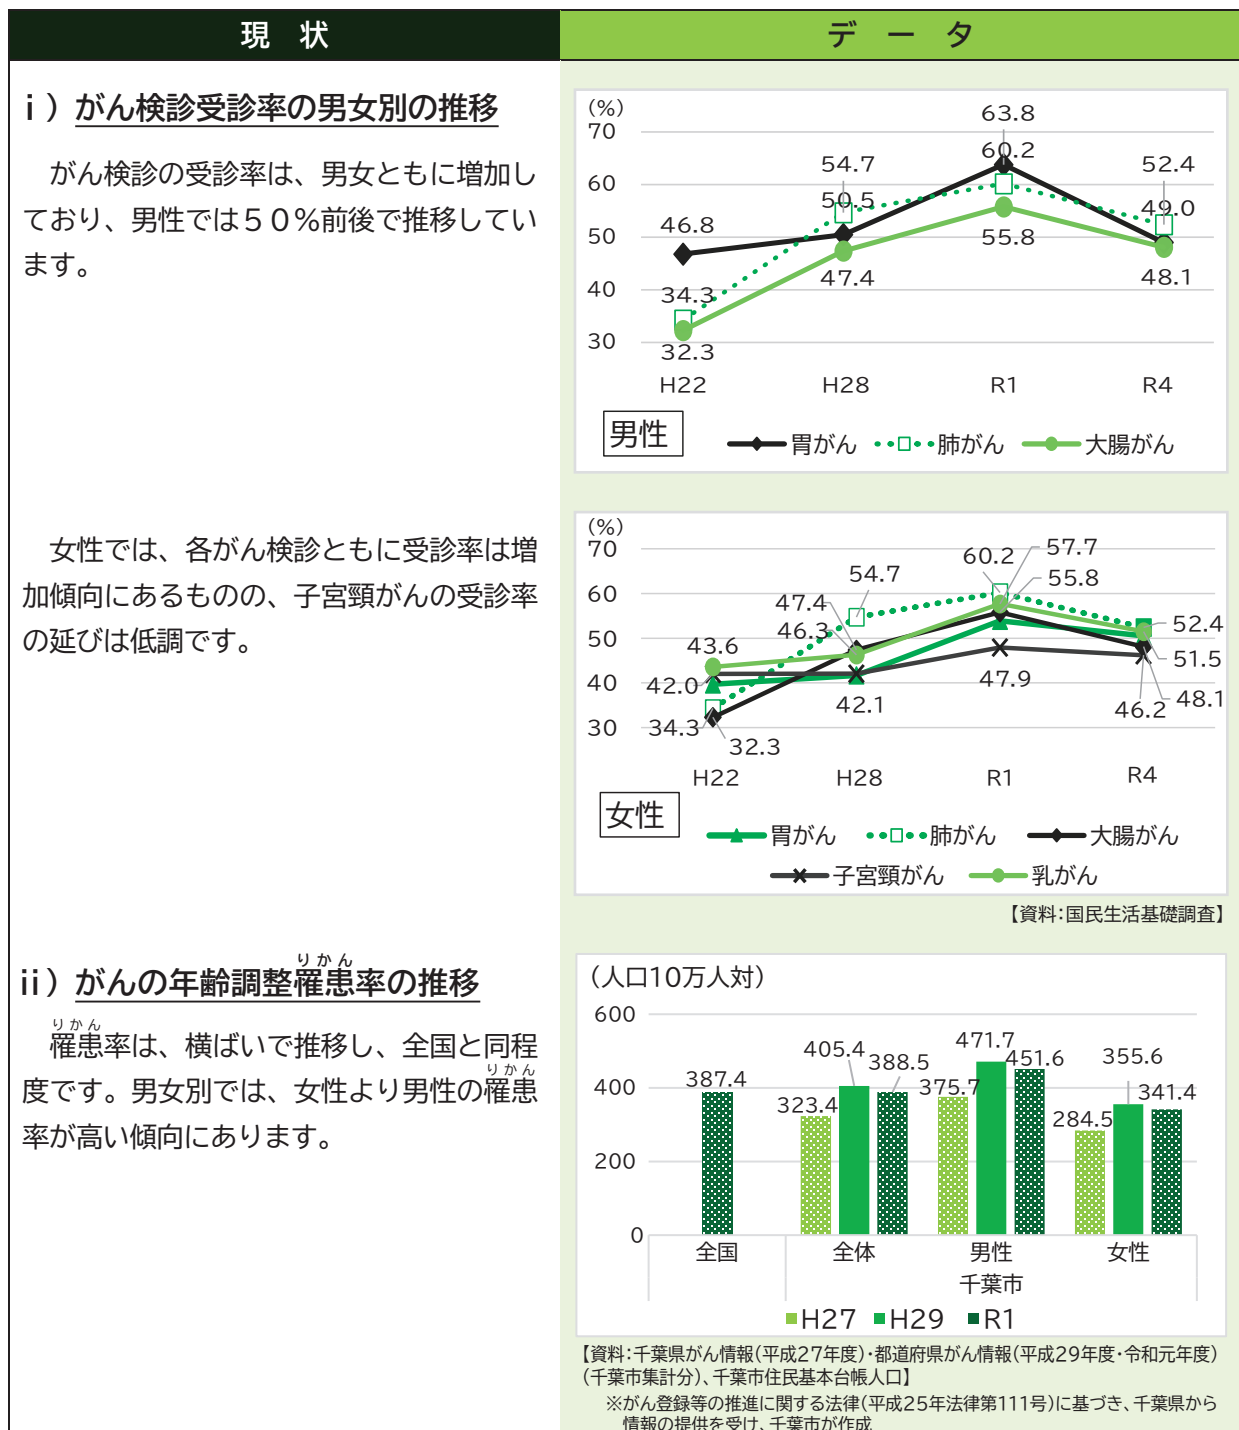 現 状
データ
ⅰ）がん検診受診率の男女別の推移
がん検診の受診率は、男女ともに増加し
ており、男性では５０％前後で推移してい
ます。
(%)
70
60
50
40
30
63.8
60.2
54.7
50.5
52.4
49.0
46.8
55.8
47.4
48.1
34.3
32.3
H22 H28 R1 R4
男性
胃がん 肺がん 大腸がん
女性では、各がん検診ともに受診率は増
加傾向にあるものの、子宮頸がんの受診率
の延びは低調です。
(%)
70
60
50
40
30
60.2
57.7
54.7
55.8
47.4
46.3
43.6
52.4
51.5
42.0
47.9
42.1
46.2
48.1
34.3
32.3
H22 H28 R1 R4
女性
胃がん 肺がん 大腸がん
子宮頸がん 乳がん
【資料：国民生活基礎調査】
りかん
ⅱ）がんの年齢調整罹患率の推移
りかん
罹患率は、横ばいで推移し、全国と同程
りかん
度です。男女別では、女性より男性の罹患
率が高い傾向にあります。
（人口10万人対）
600
400
200
0
387.4
323.4
405.4
388.5
375.7
471.7
451.6
284.5
355.6
341.4
全国 全体 男性 女性
千葉市
H27 H29 R1
【資料：千葉県がん情報(平成27年度)・都道府県がん情報(平成29年度・令和元年度)
(千葉市集計分)、千葉市住民基本台帳人口】
※がん登録等の推進に関する法律(平成25年法律第111号)に基づき、千葉県から
情報の提供を受け、千葉市が作成